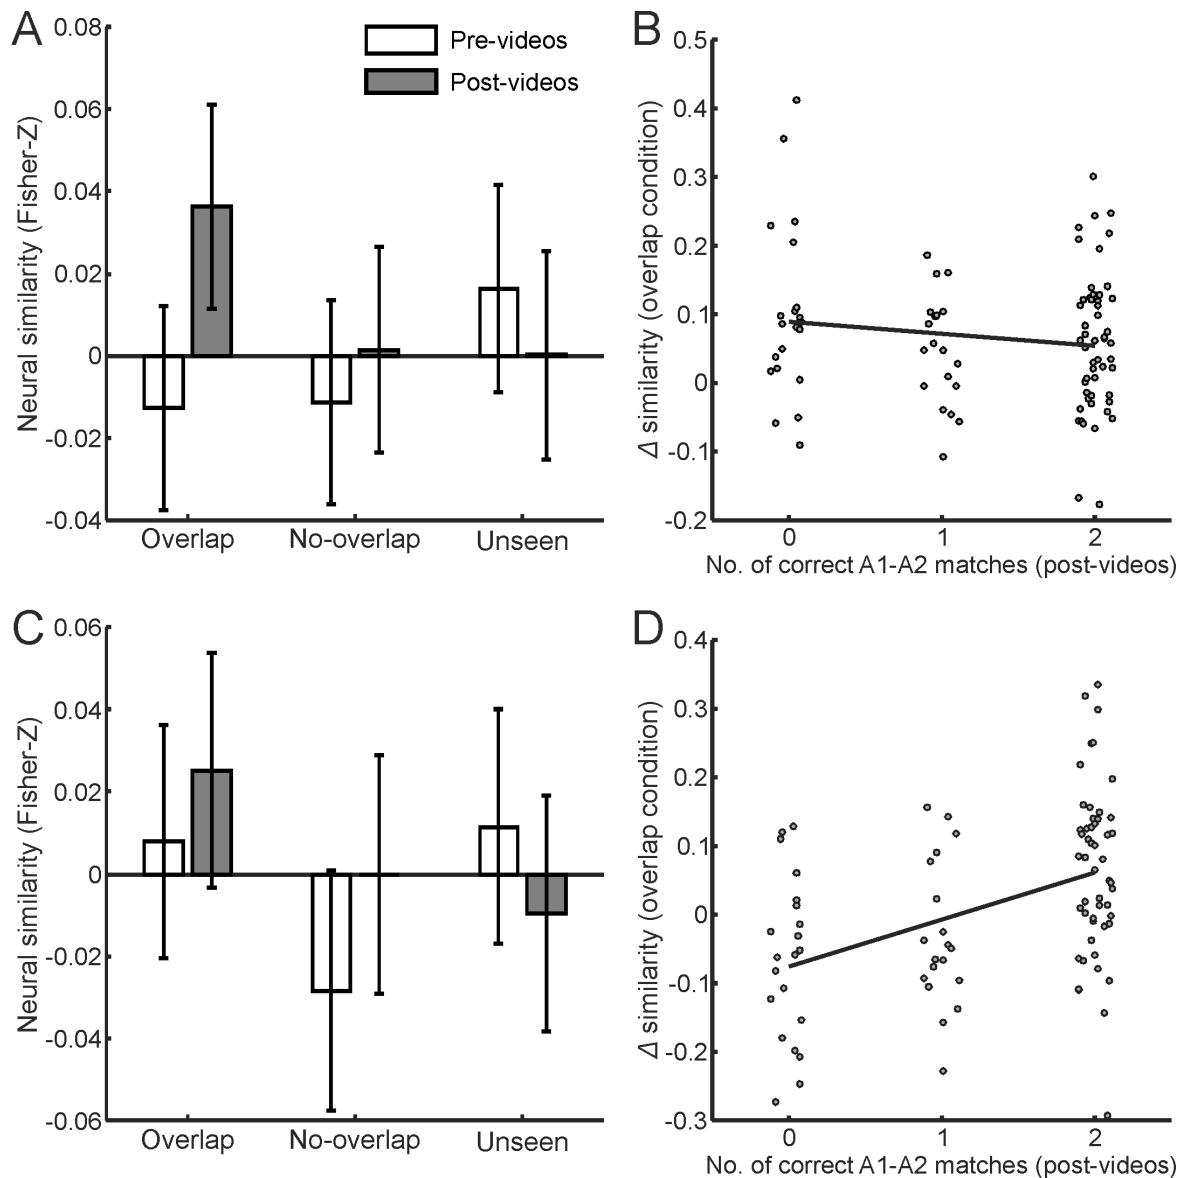 A
Neural similarity (Fisher-Z)
0.08
0.06
0.04
0.02
0
-0.02
-0.04
Pre-videos
Post-videos
Overlap No-overlap Unseen
B
Δ similarity (overlap condition)
0.5
0.4
0.3
0.2
0.1
0
-0.1
-0.2
0 1 2
No. of correct A1-A2 matches (post-videos)
C
Neural similarity (Fisher-Z)
0.06
0.04
0.02
0
-0.02
-0.04
-0.06
Overlap No-overlap Unseen
D
Δ similarity (overlap condition)
0.4
0.3
0.2
0.1
0
-0.1
-0.2
-0.3
0 1 2
No. of correct A1-A2 matches (post-videos)